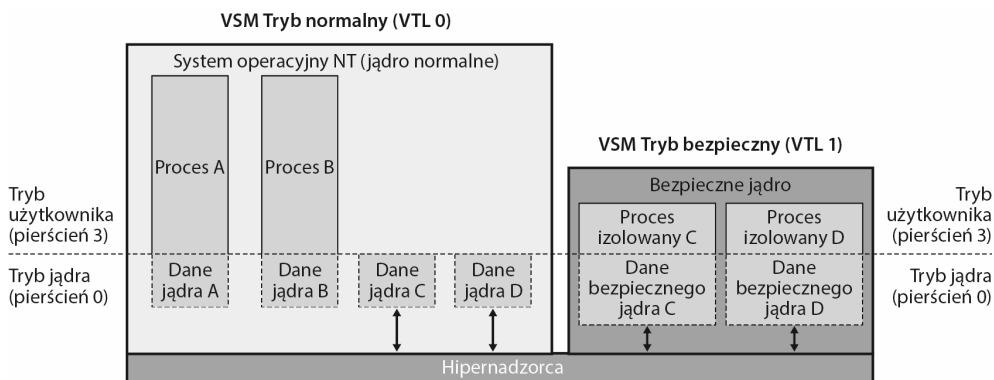 VSM Tryb normalny (VTL 0)
System operacyjny NT (jądro normalne)
Proces A
Proces B
VSM Tryb bezpieczny (VTL 1)
Bezpieczne jądro
Proces
izolowany C
Proces
izolowany D
Tryb
użytkownika
(pierścień 3)
Tryb
użytkownika
(pierścień 3)
Tryb jądra
(pierścień 0)
Dane
jądra A
Dane
jądra B
Dane
jądra C
Dane
jądra D
Dane
bezpiecznego
jądra C
Dane
bezpiecznego
jądra D
Tryb jądra
(pierścień 0)
Hipernadzorca